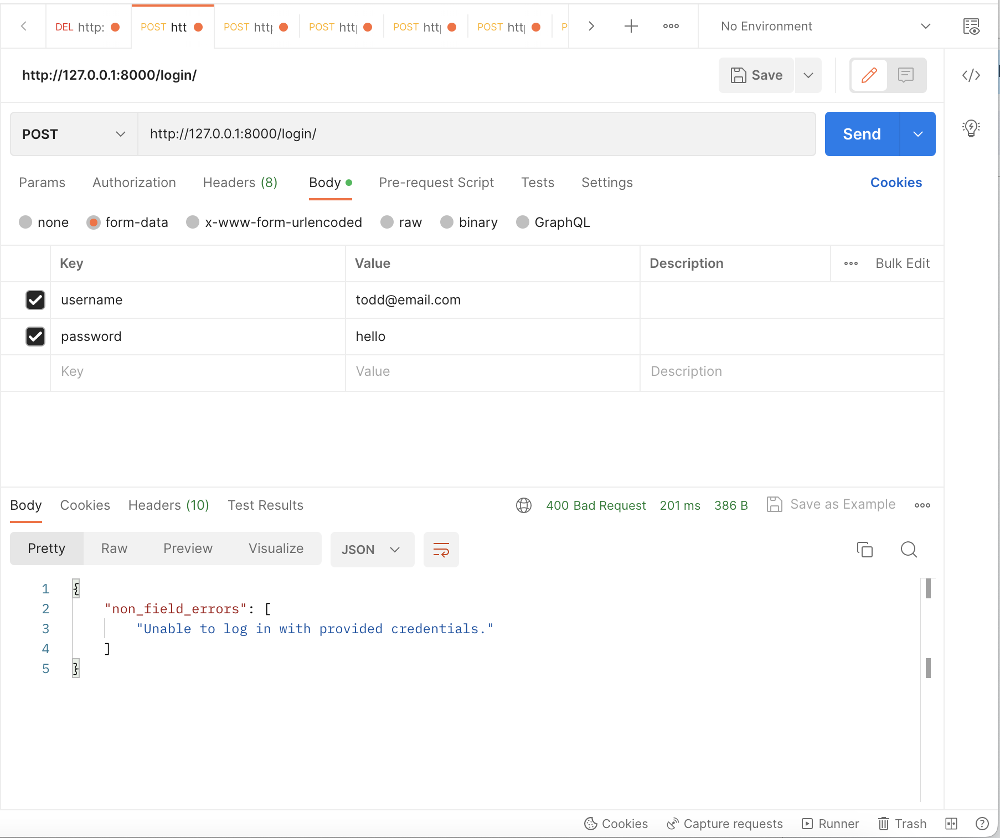 DEL http:
POST htt
POST htt
POST htt
POST htt
POST htt
P
No Environment
http://127.0.0.1:8000/login/
Save
POST
http://127.0.0.1:8000/login/
Send
Params Authorization Headers (8) Body Pre-request Script Tests Settings Cookies
none form-data x-www-form-urlencoded raw binary GraphQL
Key Value Description Bulk Edit
username todd@email.com
password hello
Key Value Description
Body Cookies Headers (10) Test Results 400 Bad Request 201 ms 386 B Save as Example
Pretty Raw Preview Visualize JSON
1 {
2 "non_field_errors": [
3 "Unable to log in with provided credentials."
4 ]
5 }
Cookies Capture requests Runner Trash